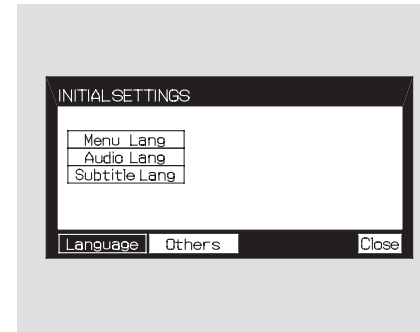 INITIAL SETTINGS
Menu Lang
Audio Lang
Subtitle Lang
Language Others Close